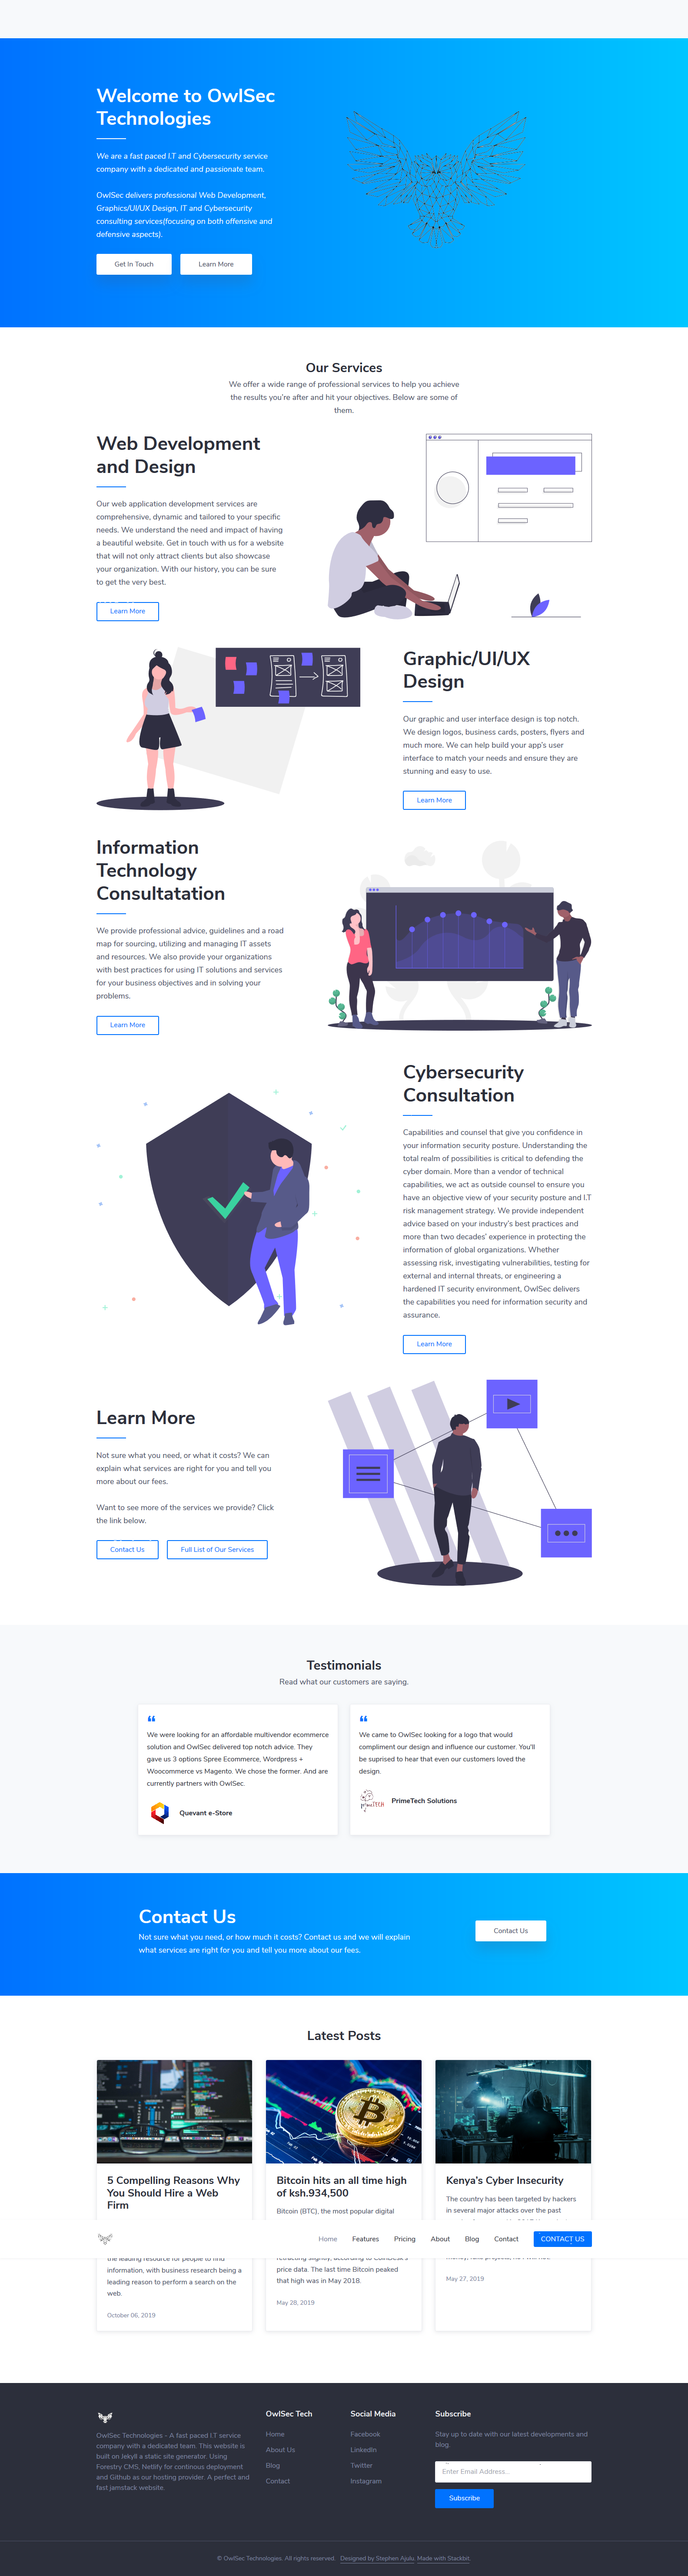 Welcome to OwlSec
Technologies
We are a fast paced I.T and Cybersecurity service
company with a dedicated and passionate team.
OwlSec delivers professional Web Development,
Graphics/UI/UX Design, IT and Cybersecurity
consulting services(focusing on both offensive and
defensive aspects).
Get In Touch
Learn More
Our Services
We offer a wide range of professional services to help you achieve
the results you're after and hit your objectives. Below are some of
them.
Web Development
and Design
Our web application development services are
comprehensive, dynamic and tailored to your specific
needs. We understand the need and impact of having
a beautiful website. Get in touch with us for a website
that will not only attract clients but also showcase
your organization. With our history, you can be sure
to get the very best.
Learn More
Graphic/UI/UX
Design
Our graphic and user interface design is top notch.
We design logos, business cards, posters, flyers and
much more. We can help build your app's user
interface to match your needs and ensure they are
stunning and easy to use.
Learn More
Information
Technology
Consultatation
We provide professional advice, guidelines and a road
map for sourcing, utilizing and managing IT assets
and resources. We also provide your organizations
with best practices for using IT solutions and services
for your business objectives and in solving your
problems.
Learn More
Cybersecurity
Consultation
Capabilities and counsel that give you confidence in
your information security posture. Understanding the
total realm of possibilities is critical to defending the
cyber domain. More than a vendor of technical
capabilities, we act as outside counsel to ensure you
have an objective view of your security posture and I.T
risk management strategy. We provide independent
advice based on your industry's best practices and
more than two decades' experience in protecting the
information of global organizations. Whether
assessing risk, investigating vulnerabilities, testing for
external and internal threats, or engineering a
hardened IT security environment, OwlSec delivers
the capabilities you need for information security and
assurance.
Learn More
Learn More
Not sure what you need, or what it costs? We can
explain what services are right for you and tell you
more about our fees.
Want to see more of the services we provide? Click
the link below.
Contact Us
Full List of Our Services
Testimonials
Read what our customers are saying.
We were looking for an affordable multivendor ecommerce
solution and OwlSec delivered top notch advice. They
gave us 3 options Spree Ecommerce, Wordpress +
Woocommerce vs Magento. We chose the former. And are
currently partners with OwlSec.
Quevant e-Store
We came to OwlSec looking for a logo that would
compliment our design and influence our customer. You'll
be suprised to hear that even our customers loved the
design.
PrimeTech Solutions
Contact Us
Not sure what you need, or how much it costs? Contact us and we will explain
what services are right for you and tell you more about our fees.
Contact Us
Latest Posts
5 Compelling Reasons Why
You Should Hire a Web
Firm
the leading resource for people to find
information, with business research being a
leading reason to perform a search on the
web.
October 06, 2019
Bitcoin hits an all time high
of ksh.934,500
Bitcoin (BTC), the most popular digital
price data. The last time Bitcoin peaked
that high was in May 2018.
May 28, 2019
Kenya's Cyber Insecurity
The country has been targeted by hackers
in several major attacks over the past
May 27, 2019
Home
Features
Pricing
About
Blog
Contact
CONTACT US
OwlSec Technologies - A fast paced I.T service
company with a dedicated team. This website is
built on Jekyll a static site generator. Using
Forestry CMS, Netlify for continous deployment
and Github as our hosting provider. A perfect and
fast jamstack website.
OwlSec Tech
Home
About Us
Blog
Contact
Social Media
Facebook
LinkedIn
Twitter
Instagram
Subscribe
Stay up to date with our latest developments and
blog.
Enter Email Address...
Subscribe
© OwlSec Technologies. All rights reserved. Designed by Stephen Ajulu. Made with Stackbit.